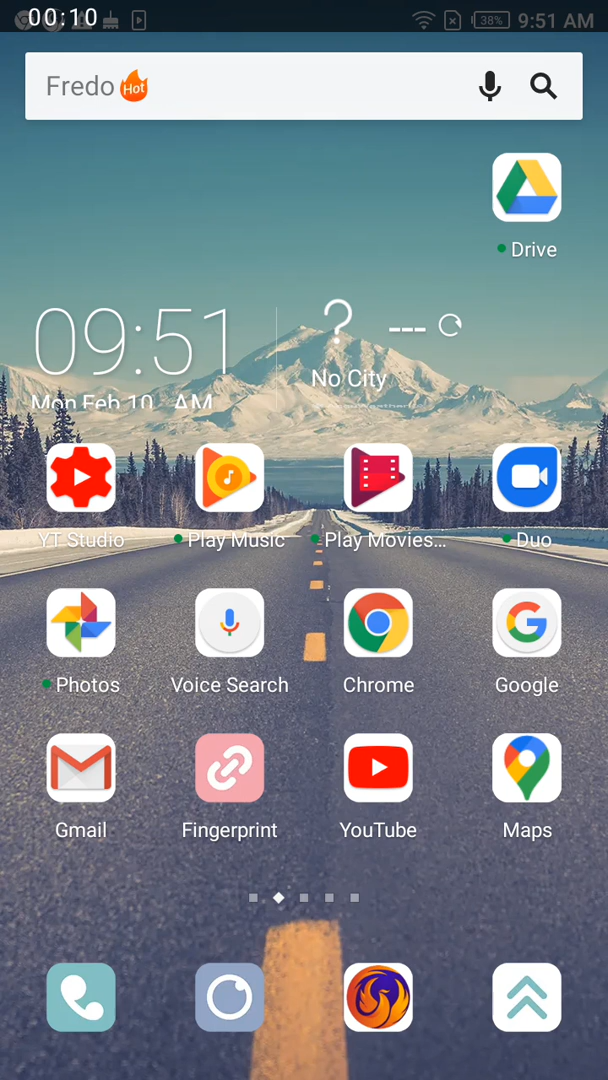 00:10
38%
9:51 AM
Fredo Hot
Drive
09:51
?
---
No City
Mon Feb 10 AM
YT Studio
Play Music
Play Movies...
Duo
Photos
Voice Search
Chrome
Google
Gmail
Fingerprint
YouTube
Maps